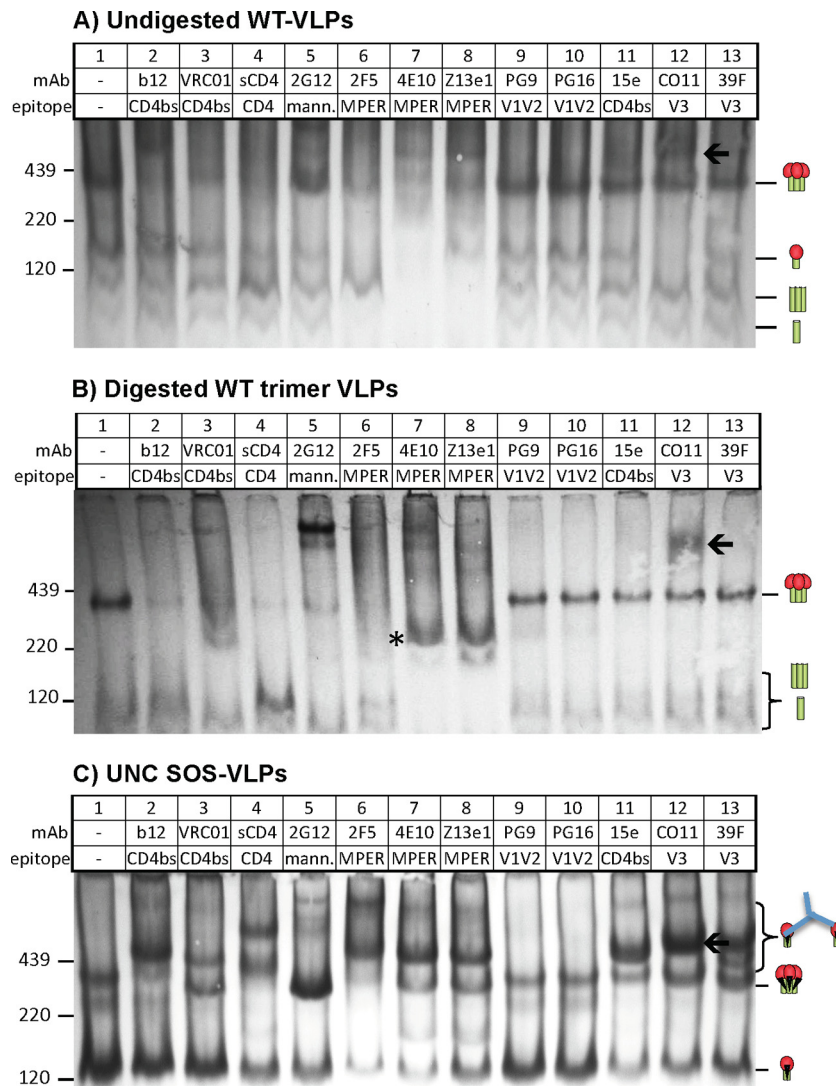 A) Undigested WT-VLPs
1 2 3 4 5 6 7 8 9 10 11 12 13
mAb - b12 VRC01 sCD4 2G12 2F5 4E10 Z13e1 PG9 PG16 15e CO11 39F
epitope - CD4bs CD4bs CD4 mann. MPER MPER MPER V1V2 V1V2 CD4bs V3 V3
439
220
120
B) Digested WT trimer VLPs
1 2 3 4 5 6 7 8 9 10 11 12 13
mAb - b12 VRC01 sCD4 2G12 2F5 4E10 Z13e1 PG9 PG16 15e CO11 39F
epitope CD4bs CD4bs CD4 mann. MPER MPER MPER V1V2 V1V2 CD4bs V3 V3
439
*
220
120
C) UNC SOS-VLPs
1 2 3 4 5 6 7 8 9 10 11 12 13
mAb - b12 VRC01 sCD4 2G12 2F5 4E10 Z13e1 PG9 PG16 15e CO11 39F
epitope - CD4bs CD4bs CD4 mann. MPER MPER MPER V1V2 V1V2 CD4bs V3 V3
439
220
120